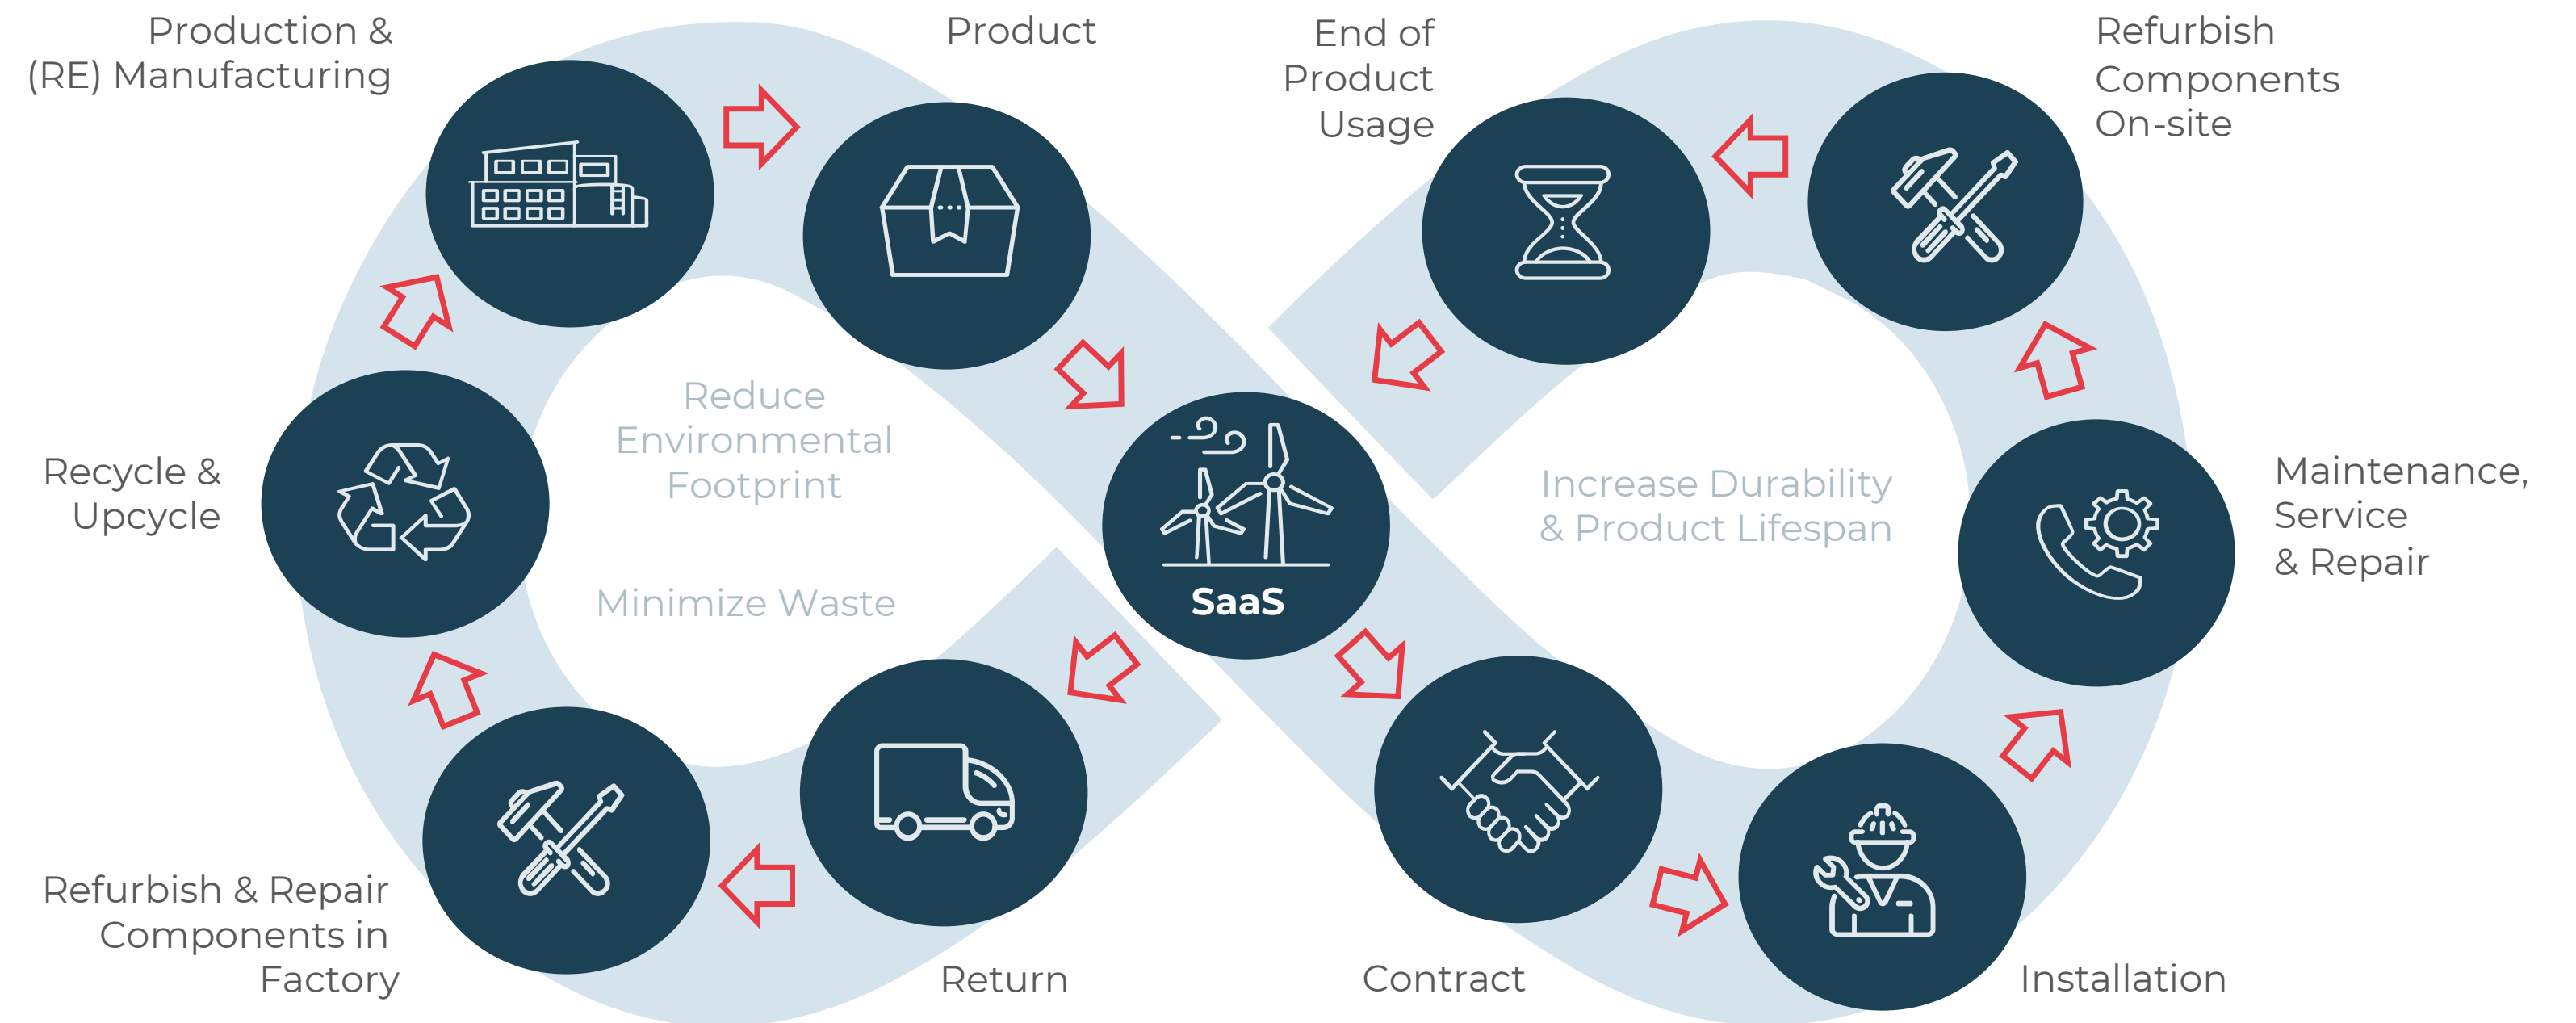 Production &
(RE) Manufacturing
Product
End of
Product
Usage
Refurbish
Components
On-site
Reduce
Environmental
Footprint
Minimize Waste
Recycle &
Upcycle
SaaS
Increase Durability
& Product Lifespan
Maintenance,
Service
& Repair
Refurbish & Repair
Components in
Factory
Return
Contract
Installation